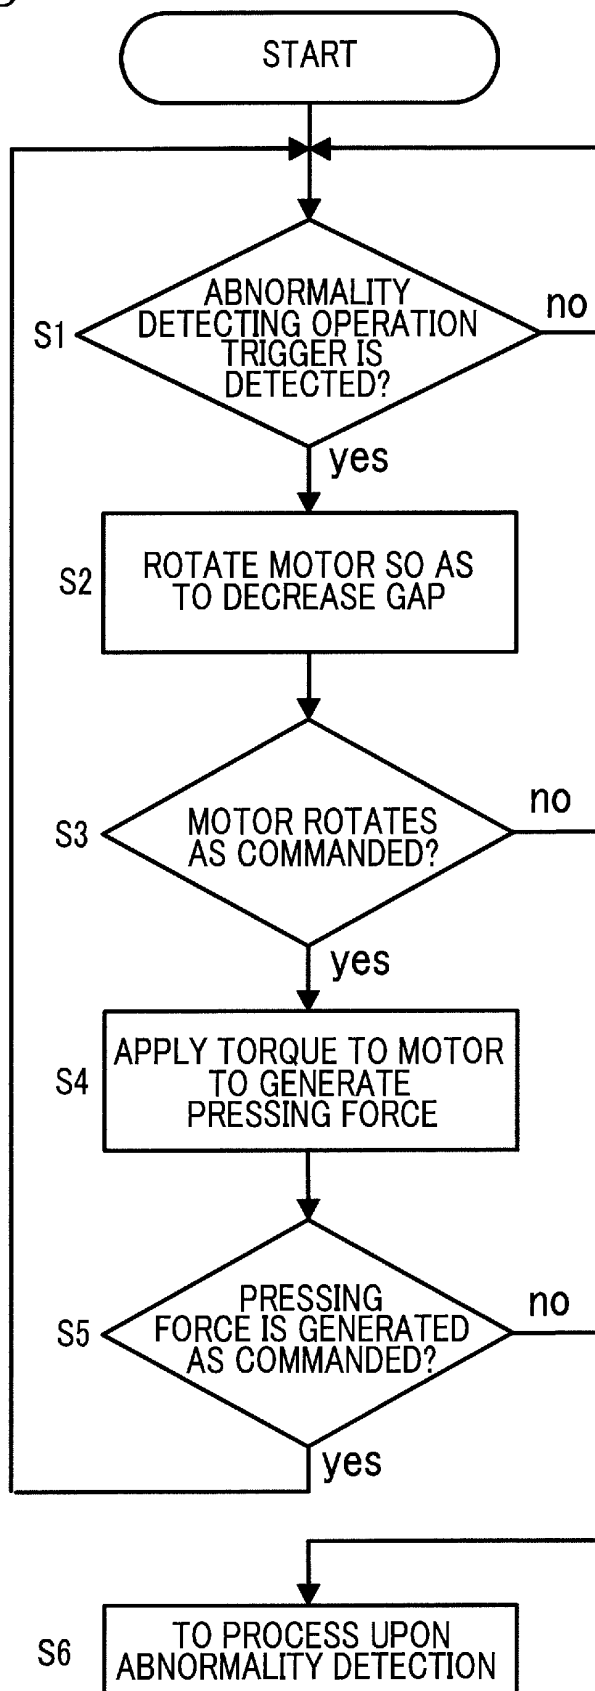 START
S1
ABNORMALITY
DETECTING OPERATION
TRIGGER IS
DETECTED?
no
yes
S2
ROTATE MOTOR SO AS
TO DECREASE GAP
S3
MOTOR ROTATES
AS COMMANDED?
no
yes
S4
APPLY TORQUE TO MOTOR
TO GENERATE
PRESSING FORCE
S5
PRESSING
FORCE IS GENERATED
AS COMMANDED?
no
yes
S6
TO PROCESS UPON
ABNORMALITY DETECTION